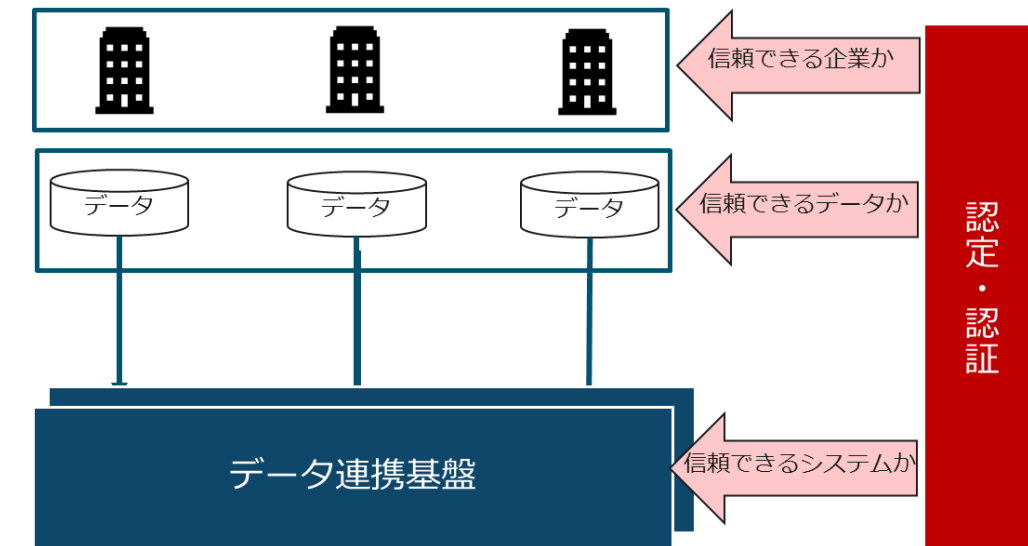 信頼できる企業か
データ
データ
データ
信頼できるデータか
認定・認証
データ連携基盤
信頼できるシステムか